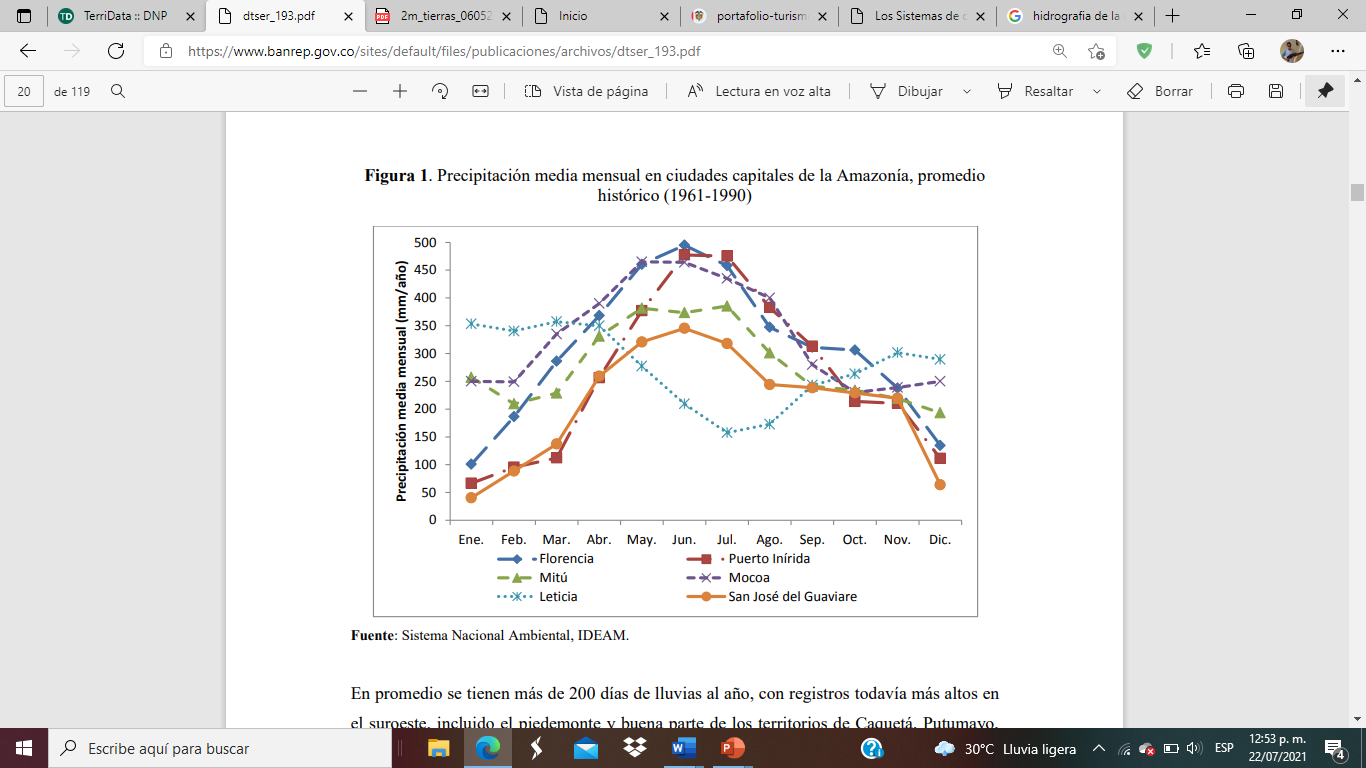 TerriData :: DNP
dtser_193.pdf
2m_tierras_06052
Inicio
portafolio-turism
Los Sistemas de c
hidrografia de la
https://www.banrep.gov.co/sites/default/files/publicaciones/archivos/dtser_193.pdf
20 de 119
Vista de página
Lectura en voz alta
Dibujar
Resaltar
Borrar
Figura 1. Precipitación media mensual en ciudades capitales de la Amazonía, promedio
histórico (1961-1990)
Precipitación media mensual (mm/año)
500
450
400
350
300
250
200
150
100
50
0
Ene. Feb. Mar. Abr. May. Jun. Jul. Ago. Sep. Oct. Nov. Dic.
Florencia Puerto Inírida
Mitú Mocoa
Leticia San José del Guaviare
Fuente: Sistema Nacional Ambiental, IDEAM.
En promedio se tienen más de 200 días de lluvias al año, con registros todavía más altos en
el suroeste, incluido el piedemonte y buena parte de los territorios de Caquetá, Putumayo,
Escribe aquí para buscar
30°C Lluvia ligera
ESP
12:53 p. m.
22/07/2021
4